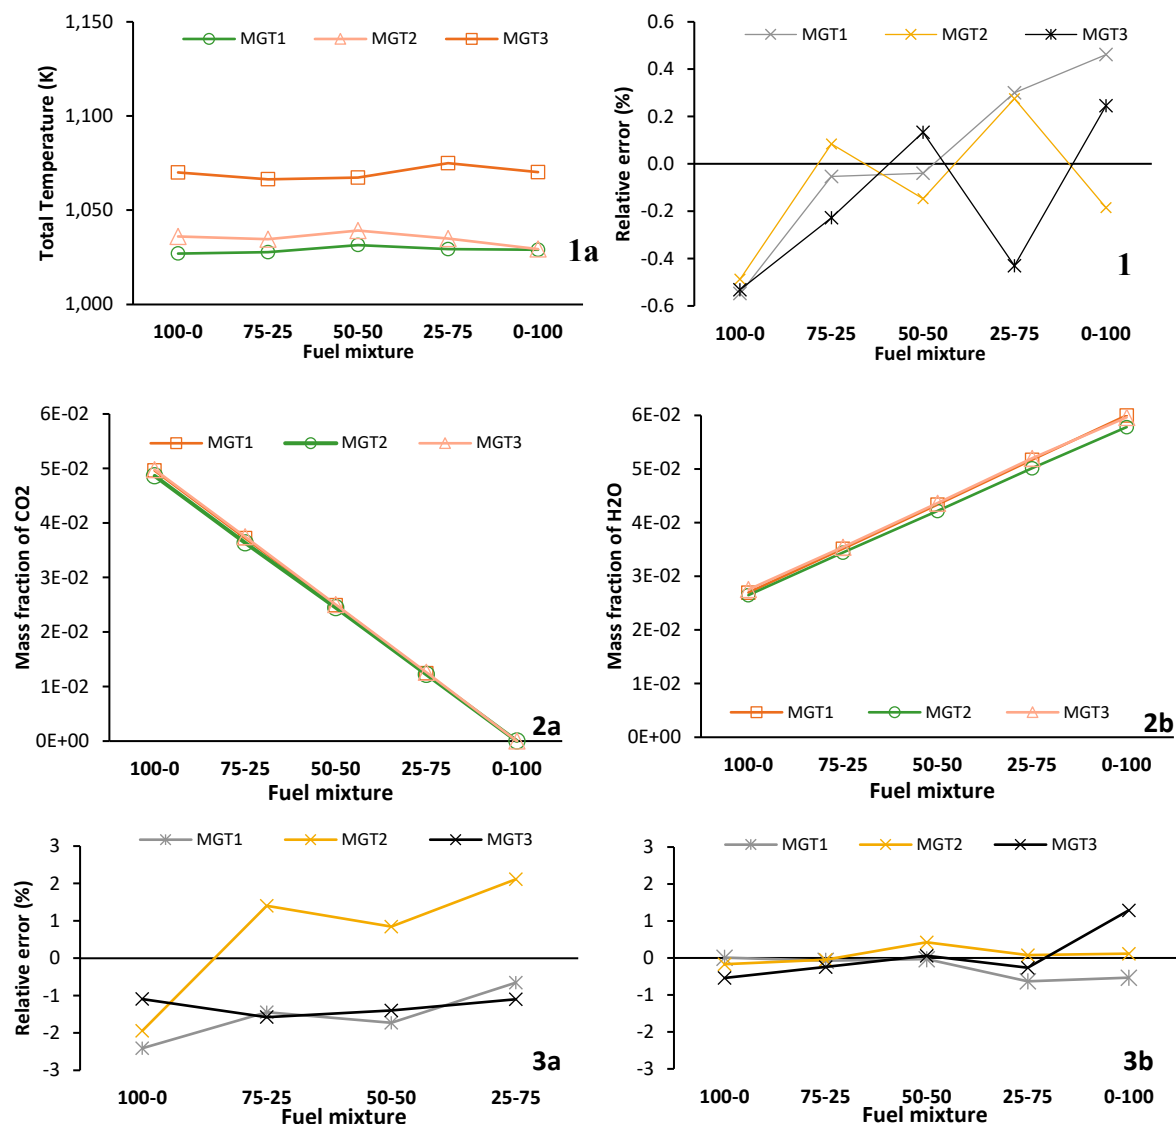 MGT1 MGT2 MGT3
Total Temperature (K)
1,150
1,100
1,050
1,000
1a
100-0 75-25 50-50 25-75 0-100
Fuel mixture
MGT1 MGT2 MGT3
Relative error (%)
0.6
0.4
0.2
0.0
-0.2
-0.4
-0.6
1
100-0 75-25 50-50 25-75 0-100
Fuel mixture
MGT1 MGT2 MGT3
Mass fraction of CO2
6E-02
5E-02
4E-02
3E-02
2E-02
1E-02
0E+00
2a
100-0 75-25 50-50 25-75 0-100
Fuel mixture
Mass fraction of H2O
6E-02
5E-02
4E-02
3E-02
2E-02
1E-02
0E+00
MGT1 MGT2 MGT3
2b
100-0 75-25 50-50 25-75 0-100
Fuel mixture
MGT1 MGT2 MGT3
Relative error (%)
3
2
1
0
-1
-2
-3
3a
100-0 75-25 50-50 25-75
Fuel mixture
MGT1 MGT2 MGT3
Relative error (%)
3
2
1
0
-1
-2
-3
3b
100-0 75-25 50-50 25-75 0-100
Fuel mixture